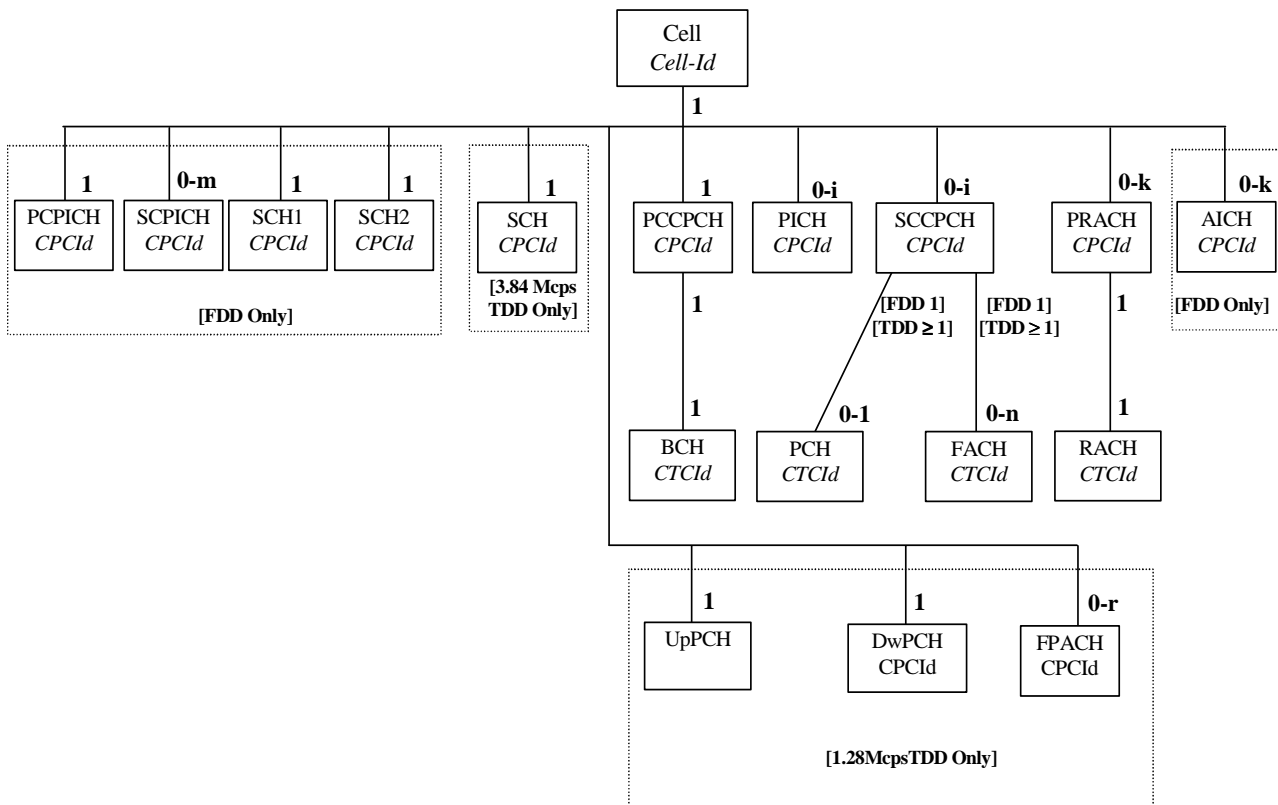 Cell
Cell-Id
1
1
0-m
1
1
1
1
0-i
0-i
0-k
0-k
PCPICH
CPCId
SCPICH
CPCId
SCH1
CPCId
SCH2
CPCId
SCH
CPCId
PCCPCH
CPCId
PICH
CPCId
SCCPCH
CPCId
PRACH
CPCId
AICH
CPCId
[FDD Only]
[3.84 Mcps
TDD Only]
1
[FDD 1]
[TDD ≥ 1]
[FDD 1]
[TDD ≥ 1]
1
[FDD Only]
1
0-1
0-n
1
BCH
CTCId
PCH
CTCId
FACH
CTCId
RACH
CTCId
1
1
0-r
UpPCH
DwPCH
CPCId
FPACH
CPCId
[1.28McpsTDD Only]